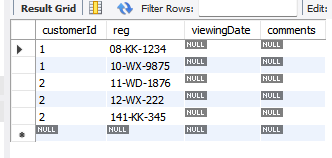 Result Grid Filter Rows: Edit:
customerId reg viewingDate comments
1 08-KK-1234 NULL NULL
1 10-WX-9875 NULL NULL
2 11-WD-1876 NULL NULL
2 12-WX-222 NULL NULL
2 141-KK-345 NULL NULL
NULL NULL NULL NULL